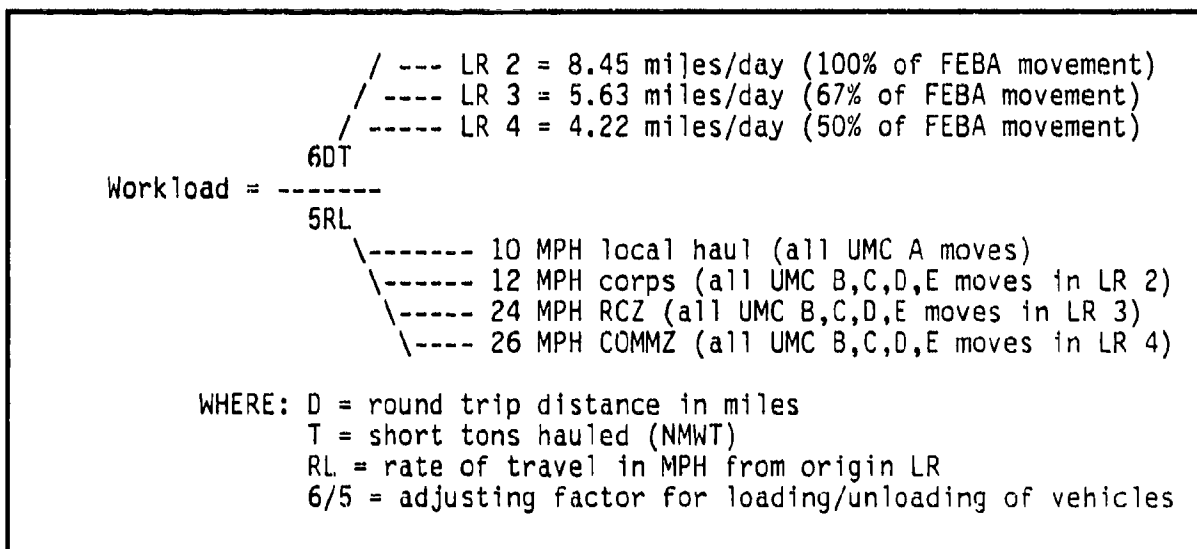 / --- LR 2 = 8.45 miles/day (100% of FEBA movement)
/ ---- LR 3 = 5.63 miles/day (67% of FEBA movement)
/ ----- LR 4 = 4.22 miles/day (50% of FEBA movement)
6DT
Workload = -------
5RL
\------- 10 MPH local haul (all UMC A moves)
\------ 12 MPH corps (all UMC B,C,D,E moves in LR 2)
\----- 24 MPH RCZ (all UMC B,C,D,E moves in LR 3)
\---- 26 MPH COMMZ (all UMC B,C,D,E moves in LR 4)
WHERE: D = round trip distance in miles
T = short tons hauled (NMWT)
RL = rate of travel in MPH from origin LR
6/5 = adjusting factor for loading/unloading of vehicles